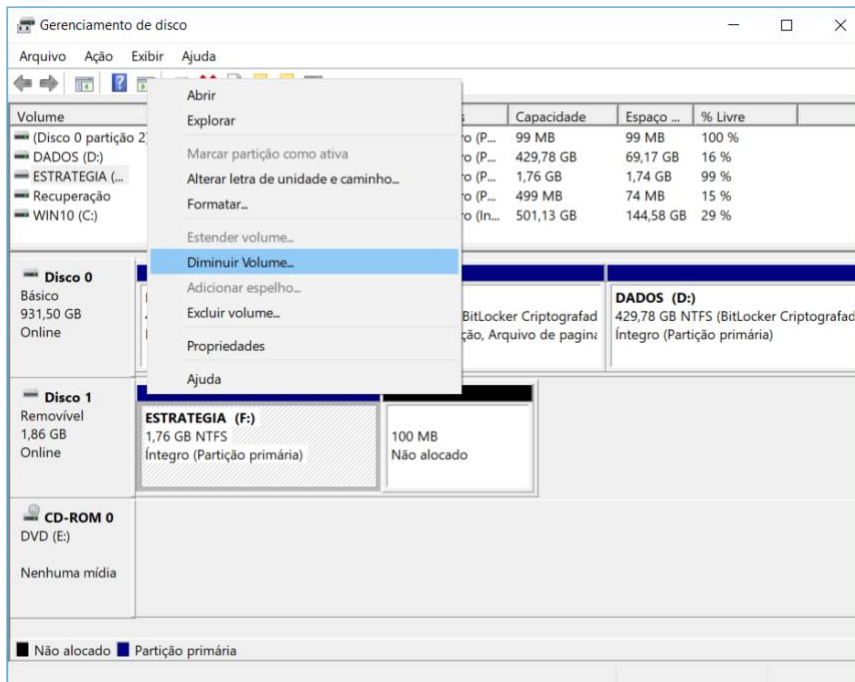 Gerenciamento de disco
Arquivo Ação Exibir Ajuda
Volume Capacidade Espaço ... % Livre
(Disco 0 partição 2 99 MB 99 MB 100 %
DADOS (D:) 429,78 GB 69,17 GB 16 %
ESTRATEGIA (... 1,76 GB 1,74 GB 99 %
Recuperação 499 MB 74 MB 15 %
WIN10 (C:) 501,13 GB 144,58 GB 29 %
Abrir
Explorar
Marcar partição como ativa
Alterar letra de unidade e caminho...
Formatar...
Estender volume...
Diminuir Volume...
Adicionar espelho...
Excluir volume...
Propriedades
Ajuda
Disco 0
Básico
931,50 GB
Online
BitLocker Criptografad
ção, Arquivo de pagina
DADOS (D:)
429,78 GB NTFS (BitLocker Criptografad
Íntegro (Partição primária)
Disco 1
Removível
1,86 GB
Online
ESTRATEGIA (F:)
1,76 GB NTFS
Íntegro (Partição primária)
100 MB
Não alocado
CD-ROM 0
DVD (E:)
Nenhuma mídia
Não alocado Partição primária